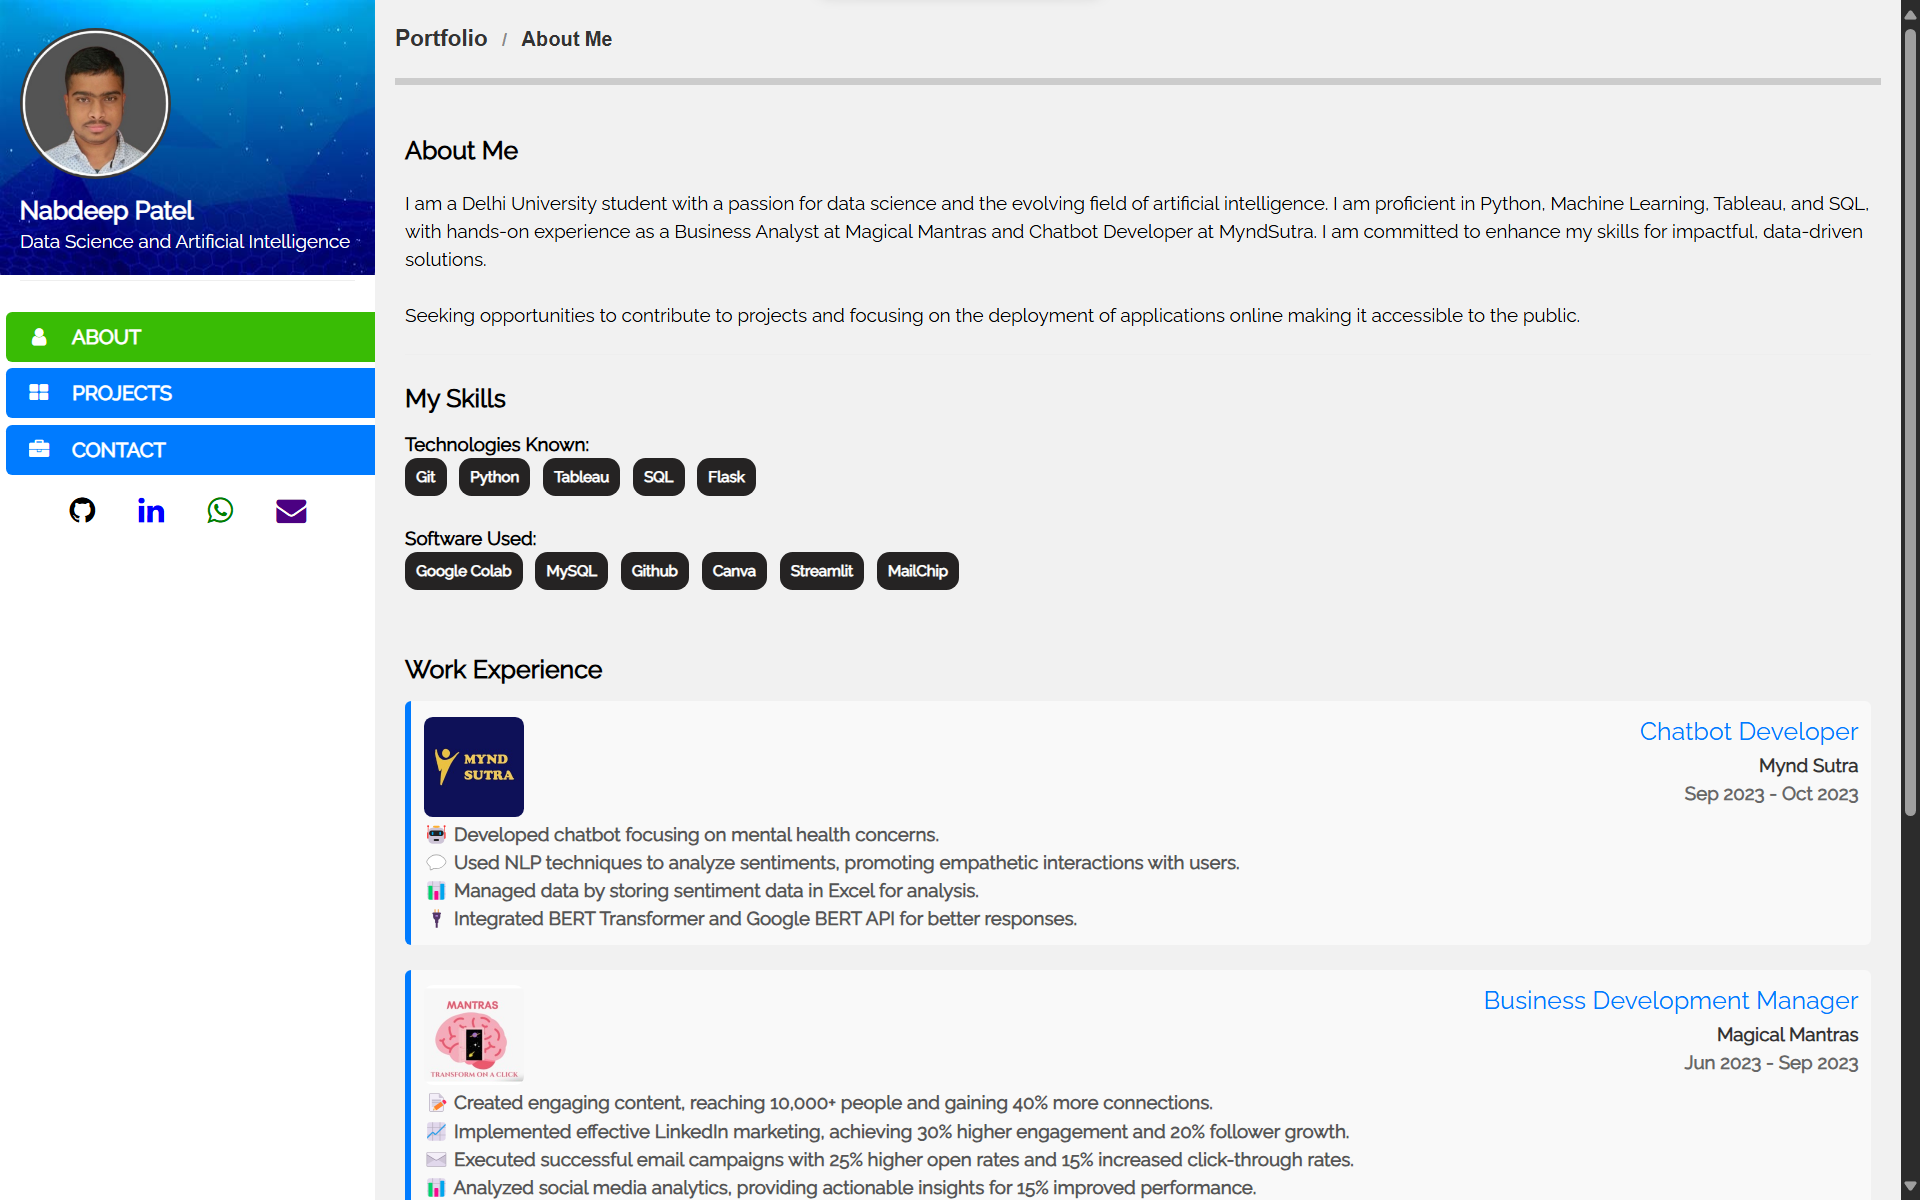 Nabdeep Patel
Data Science and Artificial Intelligence
ABOUT
PROJECTS
CONTACT
Portfolio / About Me
About Me
I am a Delhi University student with a passion for data science and the evolving field of artificial intelligence. I am proficient in Python, Machine Learning, Tableau, and SQL,
with hands-on experience as a Business Analyst at Magical Mantras and Chatbot Developer at MyndSutra. I am committed to enhance my skills for impactful, data-driven
solutions.
Seeking opportunities to contribute to projects and focusing on the deployment of applications online making it accessible to the public.
My Skills
Technologies Known:
Git Python Tableau SQL Flask
Software Used:
Google Colab MySQL Github Canva Streamlit MailChip
Work Experience
MYND
SUTRA
Chatbot Developer
Mynd Sutra
Sep 2023 - Oct 2023
Developed chatbot focusing on mental health concerns.
Used NLP techniques to analyze sentiments, promoting empathetic interactions with users.
Managed data by storing sentiment data in Excel for analysis.
Integrated BERT Transformer and Google BERT API for better responses.
MANTRAS
TRANSFORM ON A CLICK
Business Development Manager
Magical Mantras
Jun 2023 - Sep 2023
Created engaging content, reaching 10,000+ people and gaining 40% more connections.
Implemented effective LinkedIn marketing, achieving 30% higher engagement and 20% follower growth.
Executed successful email campaigns with 25% higher open rates and 15% increased click-through rates.
Analyzed social media analytics, providing actionable insights for 15% improved performance.